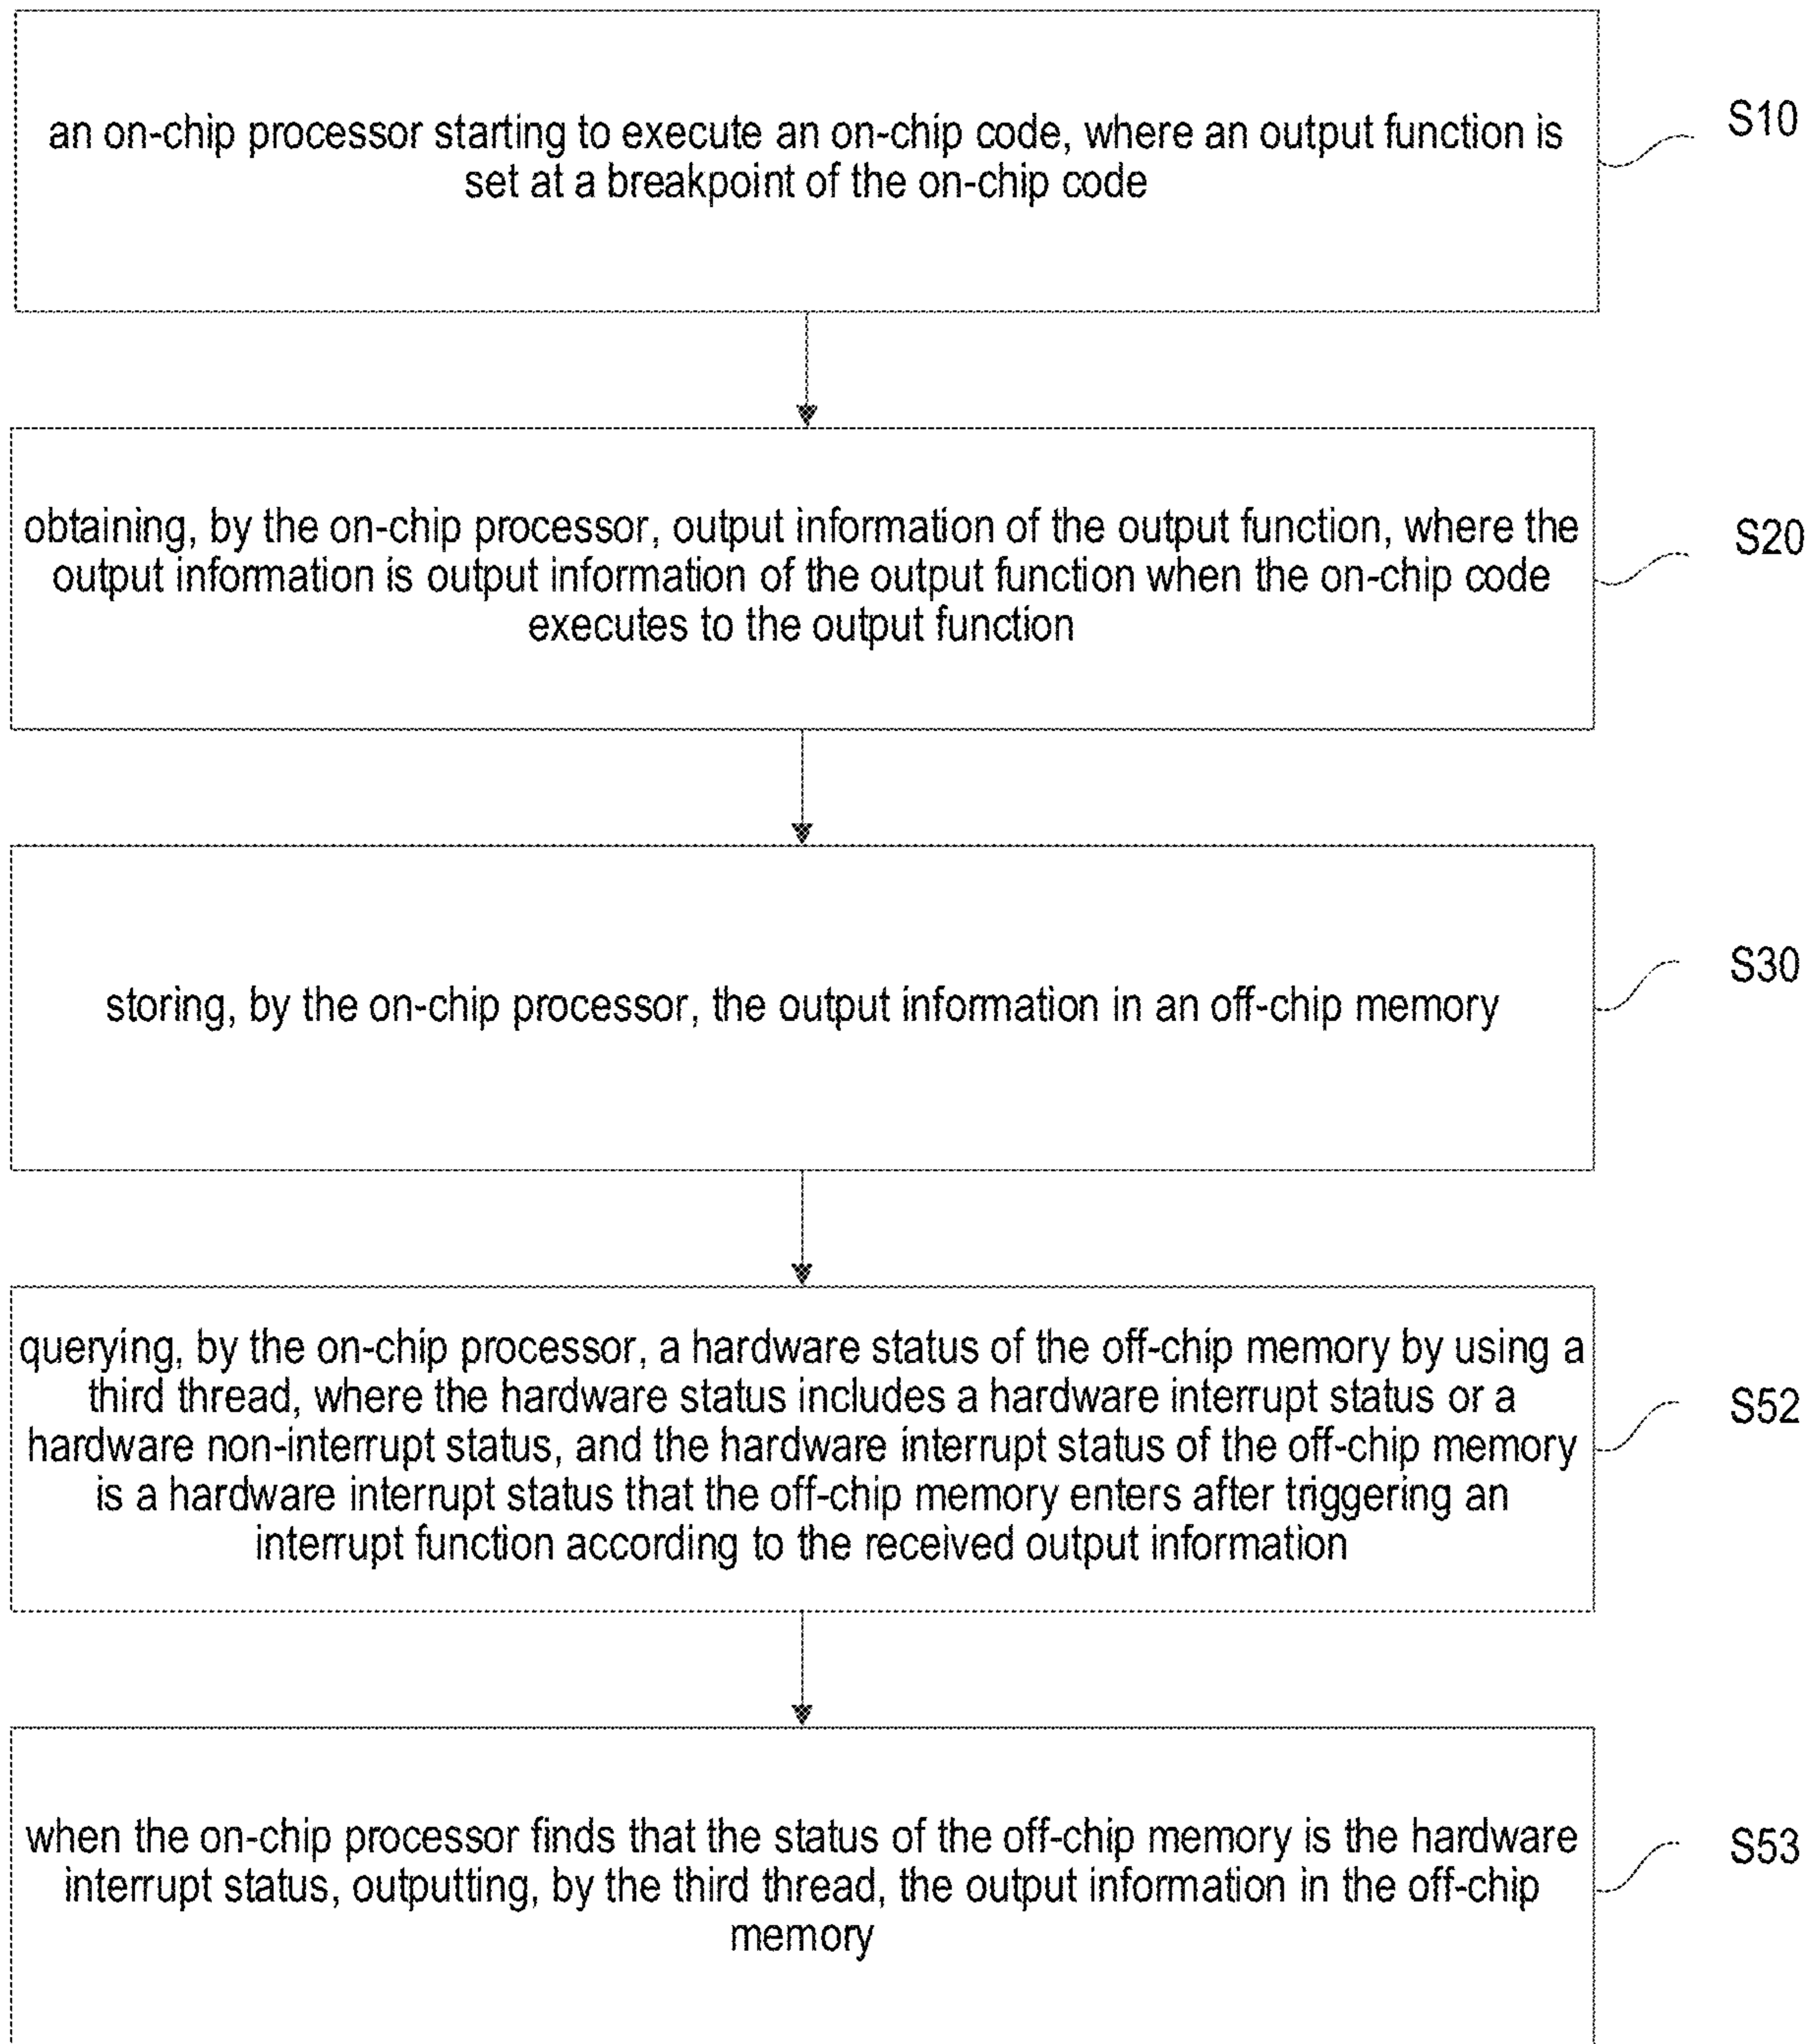 an on-chip processor starting to execute an on-chip code, where an output function is
set at a breakpoint of the on-chip code
S10
obtaining, by the on-chip processor, output information of the output function, where the
output information is output information of the output function when the on-chip code
executes to the output function
S20
storing, by the on-chip processor, the output information in an off-chip memory
S30
querying, by the on-chip processor, a hardware status of the off-chip memory by using a
third thread, where the hardware status includes a hardware interrupt status or a
hardware non-interrupt status, and the hardware interrupt status of the off-chip memory
is a hardware interrupt status that the off-chip memory enters after triggering an
interrupt function according to the received output information
S52
when the on-chip processor finds that the status of the off-chip memory is the hardware
interrupt status, outputting, by the third thread, the output information in the off-chip
memory
S53